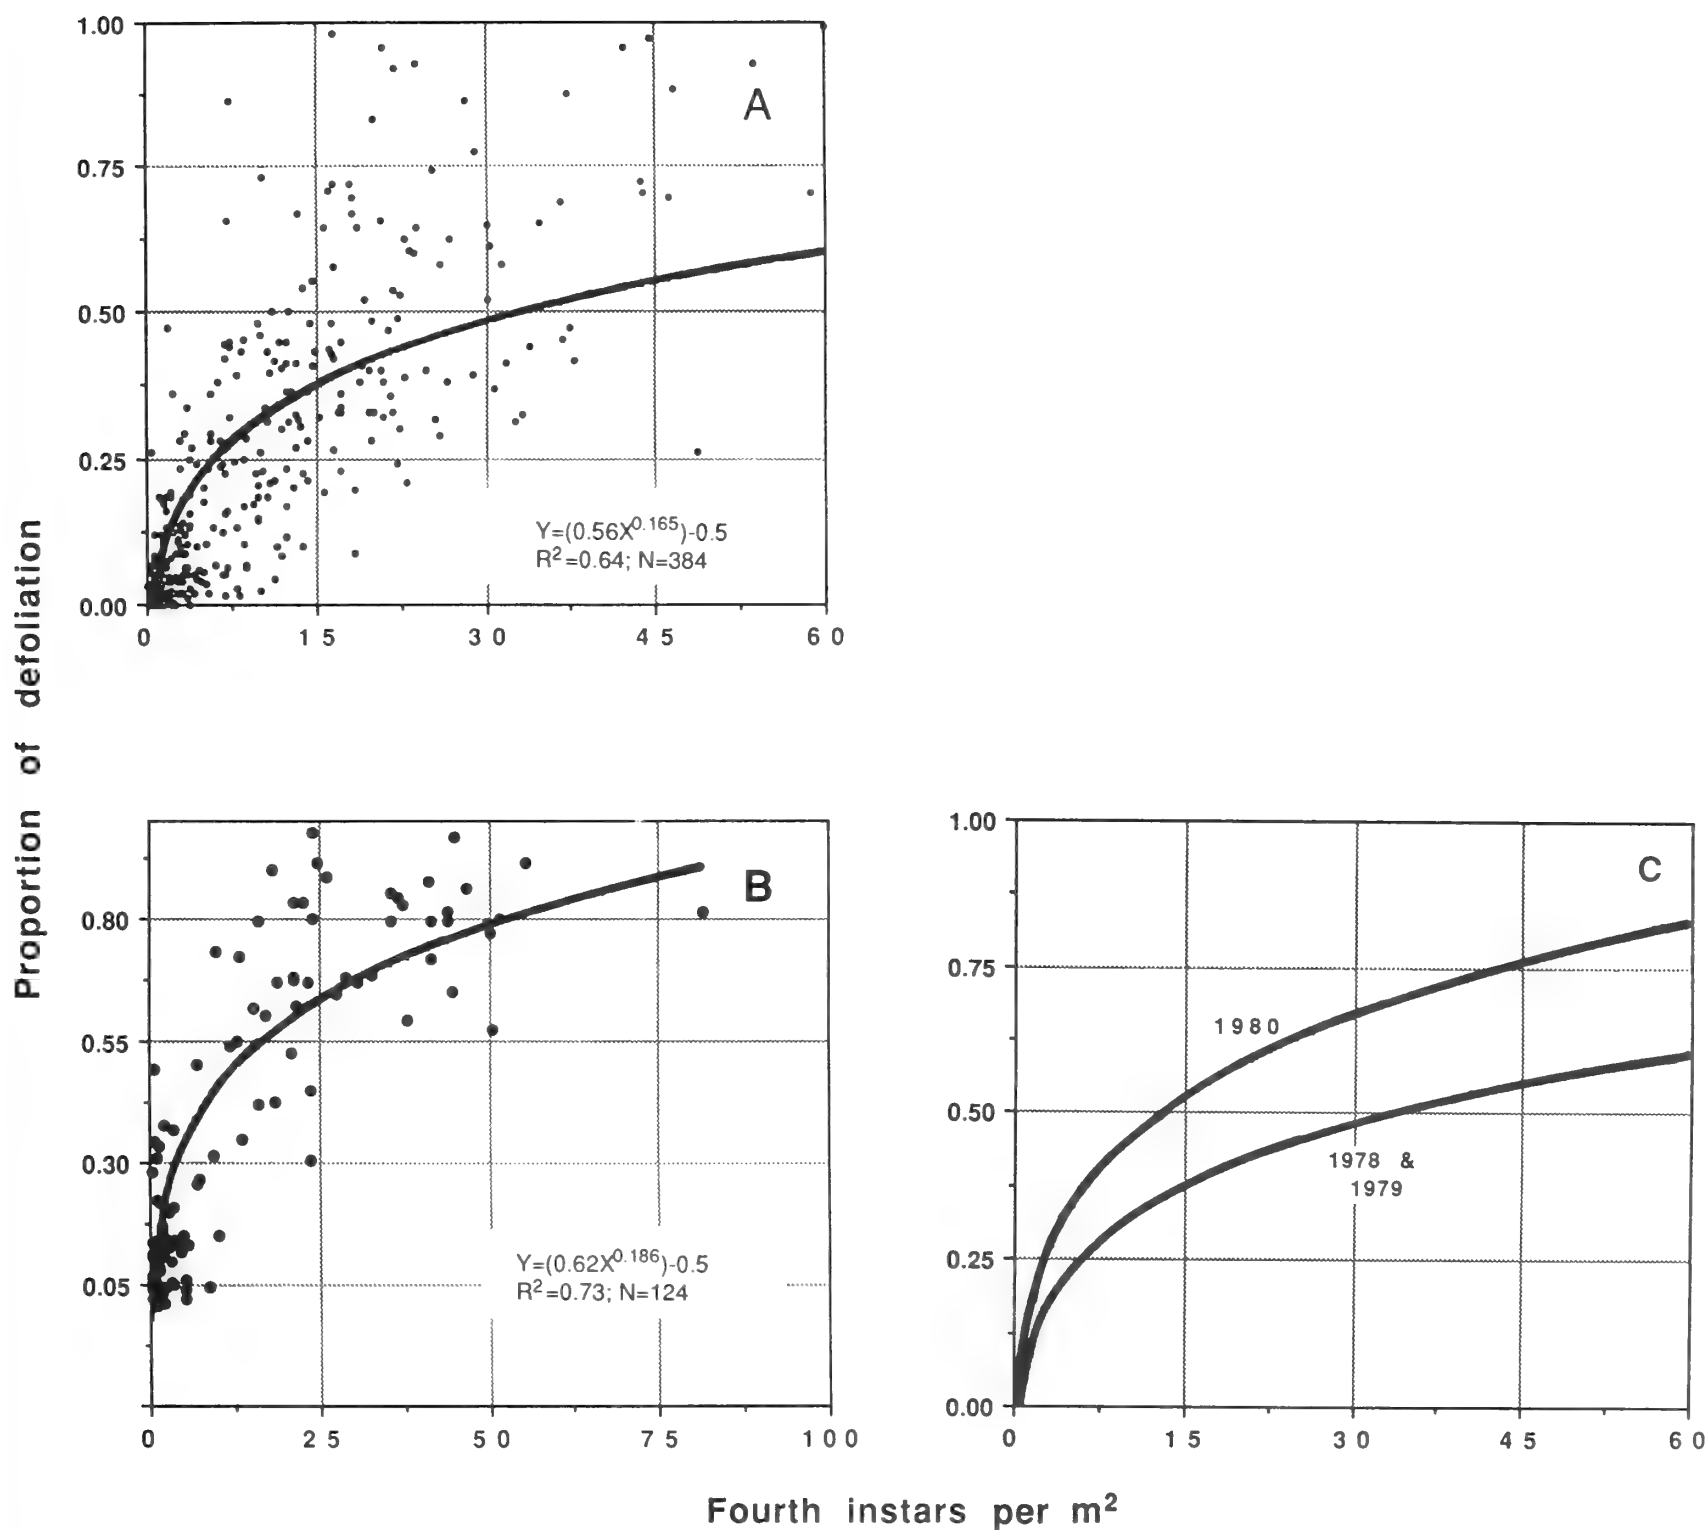 Proportion of defoliation
1.00
0.75
0.50
0.25
0.00
A
Y=(0.56X^0.165)-0.5
R²=0.64; N=384
0 15 30 45 60
0.80
0.55
0.30
0.05
B
Y=(0.62X^0.186)-0.5
R²=0.73; N=124
0 25 50 75 100
1.00
0.75
0.50
0.25
0.00
C
1980
1978 &
1979
0 15 30 45 60
Fourth instars per m²